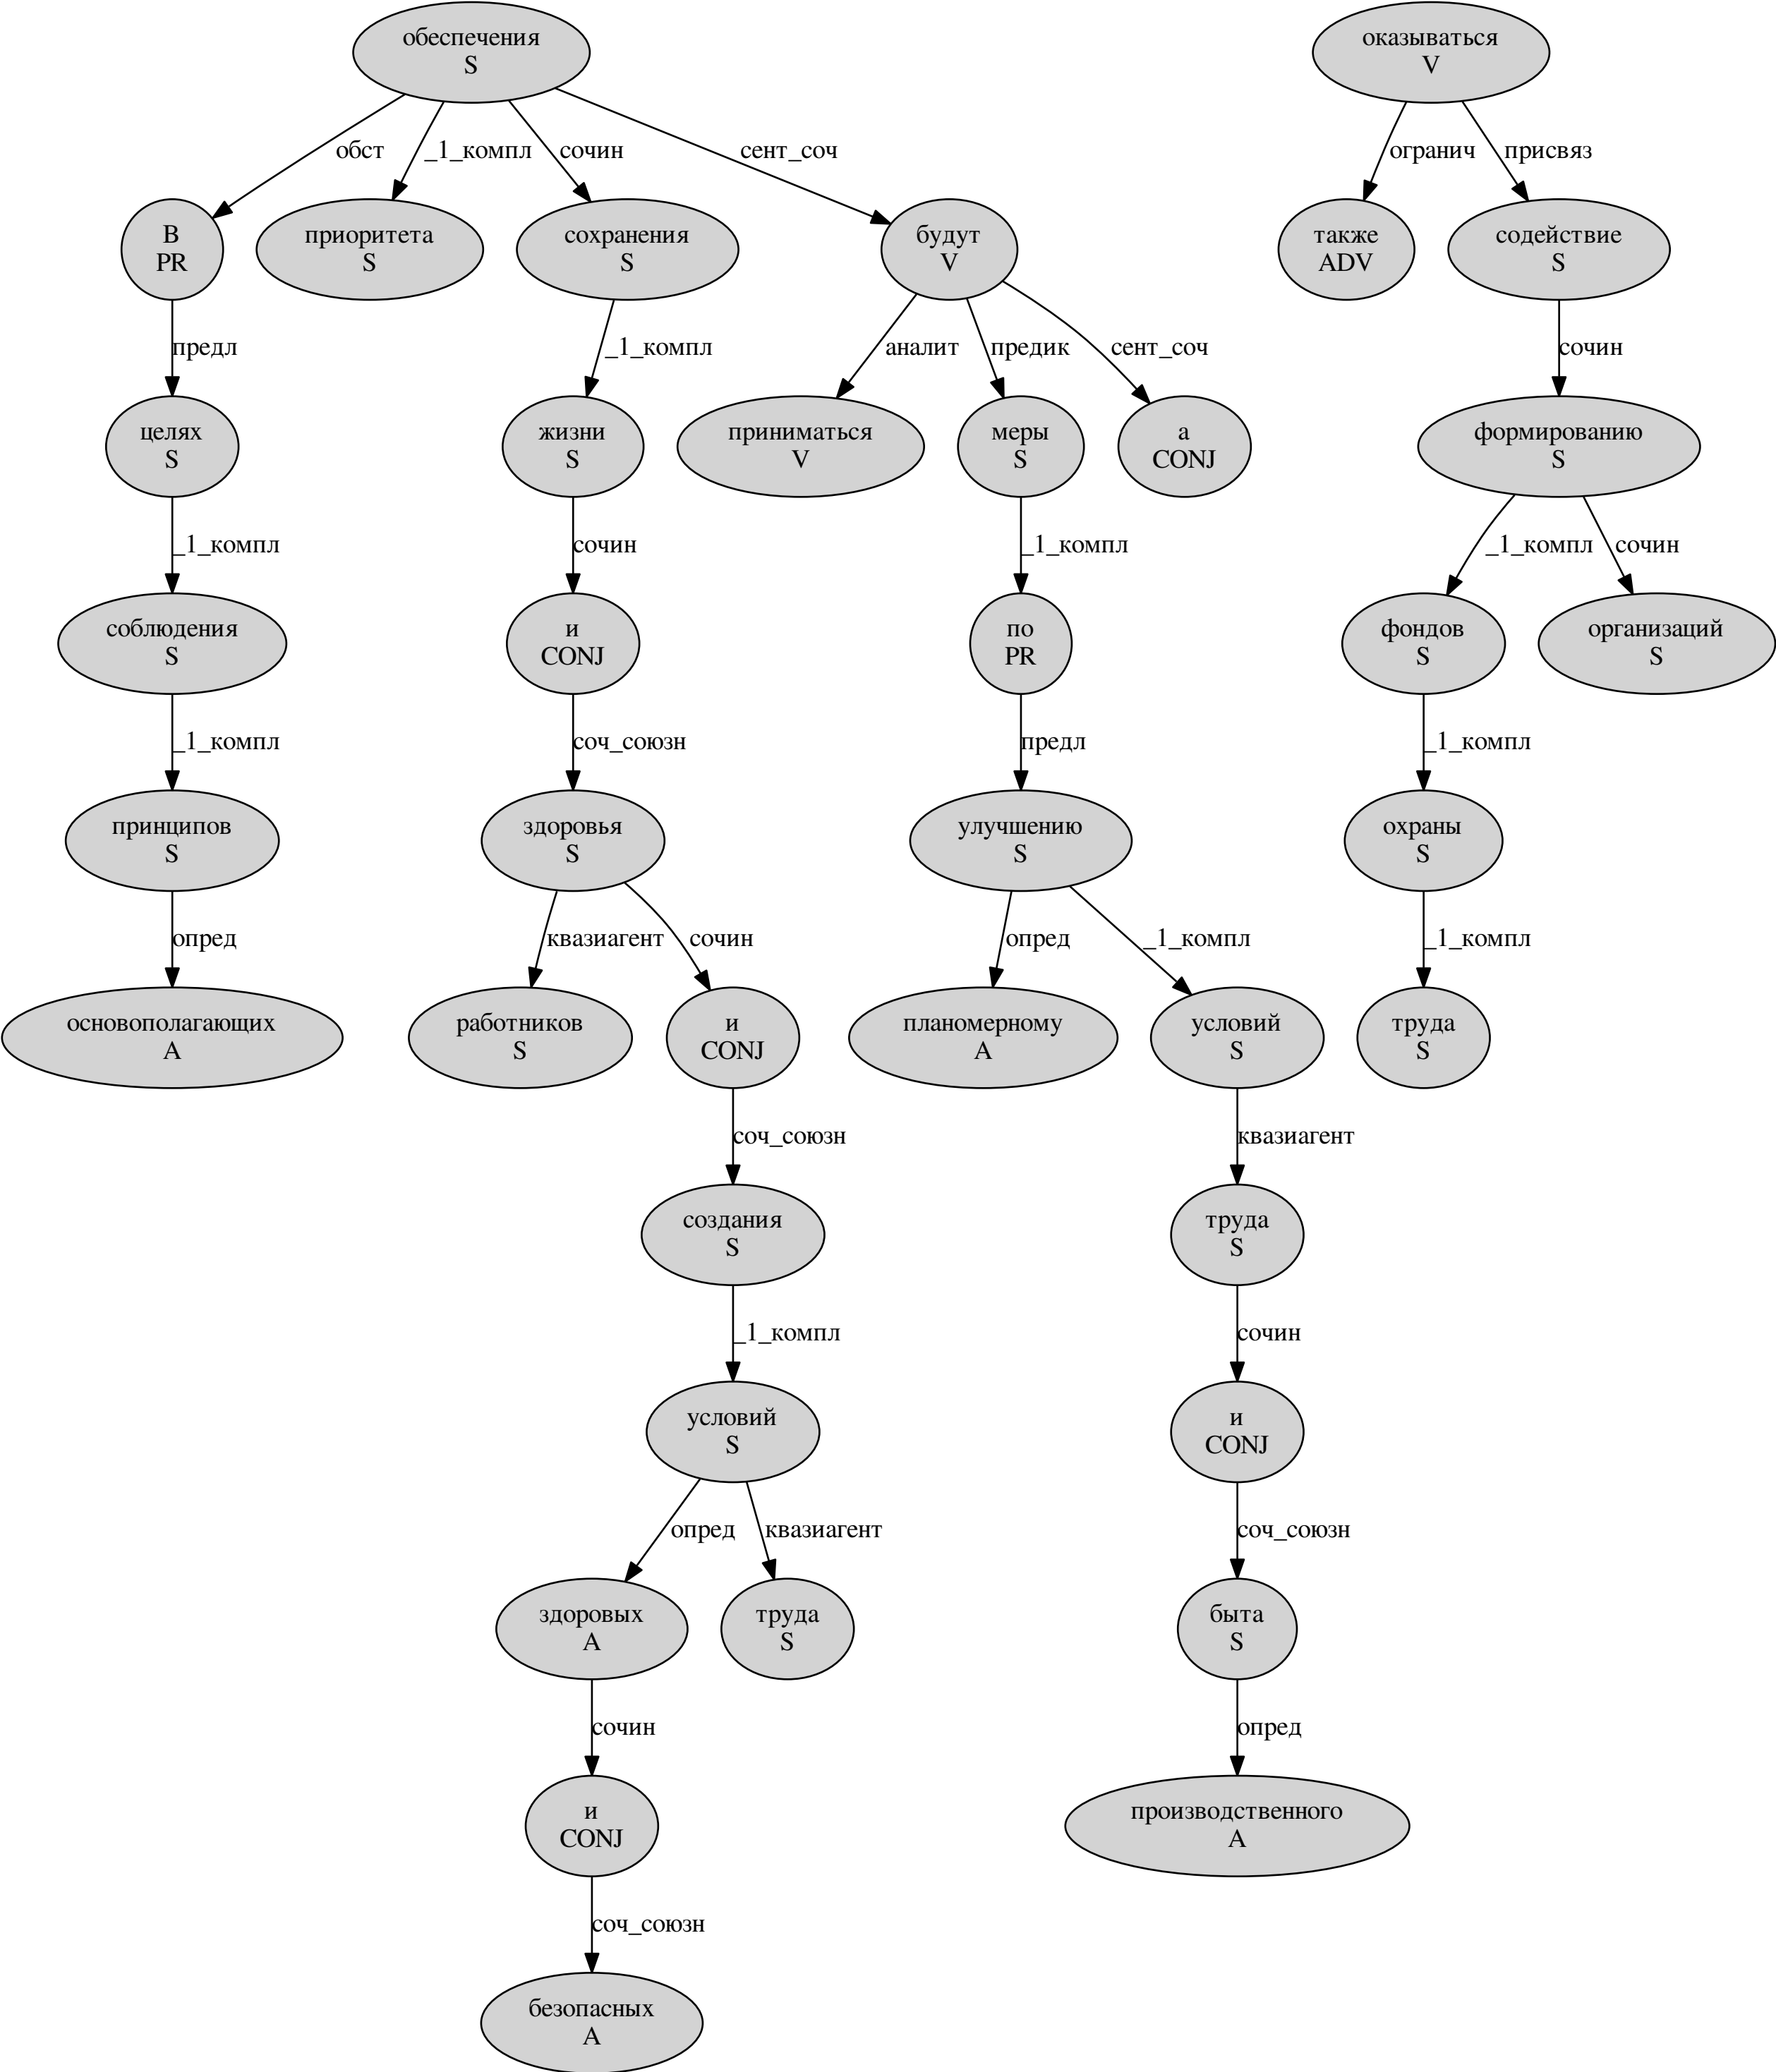 обеспечения
S
оказываться
V
обст
_1_компл
сочин
сент_соч
огранич
присвяз
В
PR
приоритета
S
сохранения
S
будут
V
также
ADV
содействие
S
предл
_1_компл
аналит
предик
сент_соч
сочин
целях
S
жизни
S
приниматься
V
меры
S
а
CONJ
формированию
S
_1_компл
сочин
_1_компл
_1_компл
сочин
соблюдения
S
и
CONJ
по
PR
фондов
S
организаций
S
_1_компл
соч_союзн
предл
_1_компл
принципов
S
здоровья
S
улучшению
S
охраны
S
опред
квазиагент
сочин
опред
_1_компл
_1_компл
основополагающих
A
работников
S
и
CONJ
планомерному
A
условий
S
труда
S
соч_союзн
квазиагент
создания
S
труда
S
_1_компл
сочин
условий
S
и
CONJ
опред
квазиагент
соч_союзн
здоровых
A
труда
S
быта
S
сочин
опред
и
CONJ
производственного
A
соч_союзн
безопасных
A